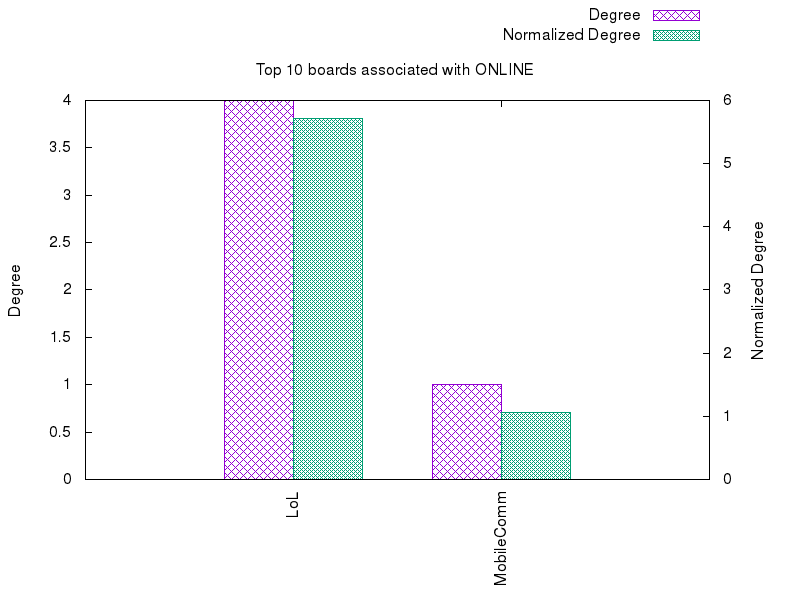 Degree
Normalized Degree
Top 10 boards associated with ONLINE
4
3.5
3
2.5
2
1.5
1
0.5
0
6
5
4
3
2
1
0
Degree
Normalized Degree
LoL
MobileComm